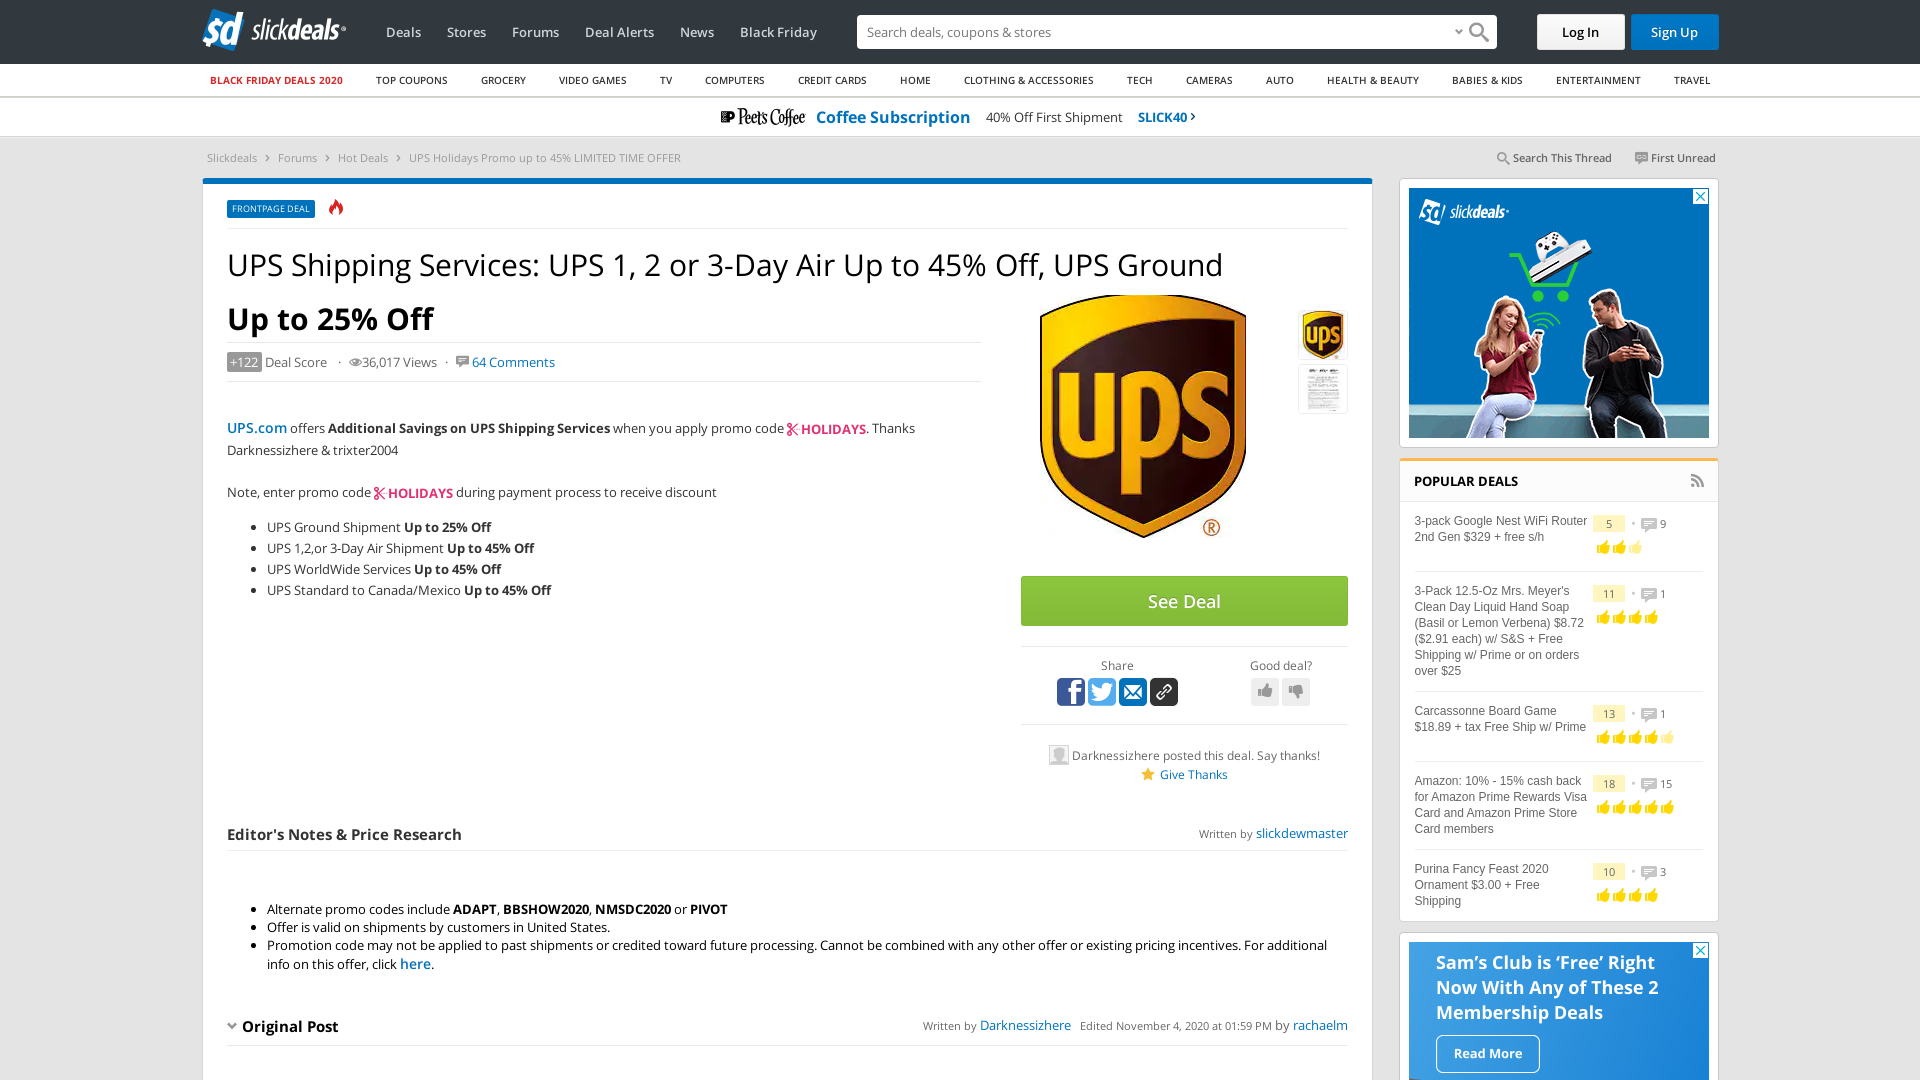 slickdeals
Deals
Stores
Forums
Deal Alerts
News
Black Friday
Search deals, coupons & stores
Log In
Sign Up
BLACK FRIDAY DEALS 2020
TOP COUPONS
GROCERY
VIDEO GAMES
TV
COMPUTERS
CREDIT CARDS
HOME
CLOTHING & ACCESSORIES
TECH
CAMERAS
AUTO
HEALTH & BEAUTY
BABIES & KIDS
ENTERTAINMENT
TRAVEL
Peet's Coffee Coffee Subscription 40% Off First Shipment SLICK40
Slickdeals > Forums > Hot Deals > UPS Holidays Promo up to 45% LIMITED TIME OFFER
Search This Thread
First Unread
FRONTPAGE DEAL
UPS Shipping Services: UPS 1, 2 or 3-Day Air Up to 45% Off, UPS Ground
Up to 25% Off
+122 Deal Score · 36,017 Views · 64 Comments
UPS.com offers Additional Savings on UPS Shipping Services when you apply promo code HOLIDAYS. Thanks
Darknessizhere & trixter2004
Note, enter promo code HOLIDAYS during payment process to receive discount
• UPS Ground Shipment Up to 25% Off
• UPS 1,2,or 3-Day Air Shipment Up to 45% Off
• UPS WorldWide Services Up to 45% Off
• UPS Standard to Canada/Mexico Up to 45% Off
ups ®
ups
See Deal
Share
Good deal?
Darknessizhere posted this deal. Say thanks!
Give Thanks
Editor's Notes & Price Research
Written by slickdewmaster
• Alternate promo codes include ADAPT, BBSHOW2020, NMSDC2020 or PIVOT
• Offer is valid on shipments by customers in United States.
• Promotion code may not be applied to past shipments or credited toward future processing. Cannot be combined with any other offer or existing pricing incentives. For additional
info on this offer, click here.
Original Post
Written by Darknessizhere Edited November 4, 2020 at 01:59 PM by rachaelm
slickdeals
POPULAR DEALS
3-pack Google Nest WiFi Router
2nd Gen $329 + free s/h
5 • 9
3-Pack 12.5-Oz Mrs. Meyer's
Clean Day Liquid Hand Soap
(Basil or Lemon Verbena) $8.72
($2.91 each) w/ S&S + Free
Shipping w/ Prime or on orders
over $25
11 • 1
Carcassonne Board Game
$18.89 + tax Free Ship w/ Prime
13 • 1
Amazon: 10% - 15% cash back
for Amazon Prime Rewards Visa
Card and Amazon Prime Store
Card members
18 • 15
Purina Fancy Feast 2020
Ornament $3.00 + Free
Shipping
10 • 3
Sam's Club is 'Free' Right
Now With Any of These 2
Membership Deals
Read More